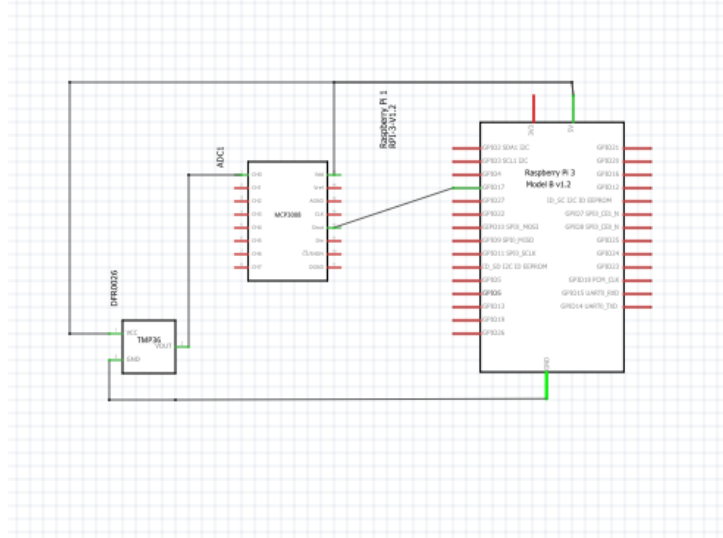 Raspberry Pi 1
RPI-3-V1.2
ADC1
3V3
5V
CH0
CH1
CH2
CH3
CH4
CH5
CH6
CH7
MCP3008
Vdd
Vref
AGND
CLK
Dout
Din
CS/SHDN
DGND
Raspberry Pi 3
Model B v1.2
GPIO2 SDA1 I2C
GPIO3 SCL1 I2C
GPIO4
GPIO17
GPIO27
GPIO22
GPIO10 SPI0_MOSI
GPIO9 SPI0_MISO
GPIO11 SPI0_SCLK
ID_SD I2C ID EEPROM
GPIO5
GPIO6
GPIO13
GPIO19
GPIO26
GPIO21
GPIO20
GPIO16
GPIO12
ID_SC I2C ID EEPROM
GPIO7 SPI0_CE1_N
GPIO8 SPI0_CE0_N
GPIO25
GPIO24
GPIO23
GPIO18 PCM_CLK
GPIO15 UART0_RXD
GPIO14 UART0_TXD
GND
DFR0026
VCC
TMP36
VOUT
GND